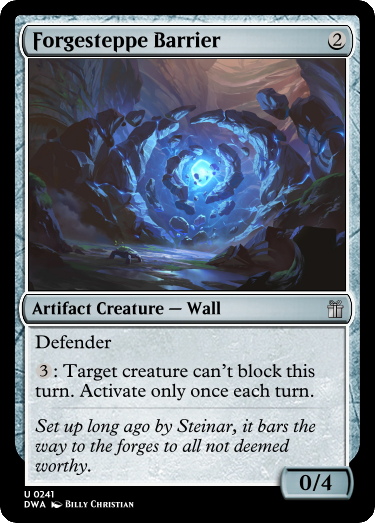 Forgesteppe Barrier 2
Artifact Creature — Wall
Defender
3: Target creature can't block this
turn. Activate only once each turn.
Set up long ago by Steinar, it bars the
way to the forges to all not deemed
worthy.
0/4
U 0241
DWA Billy Christian